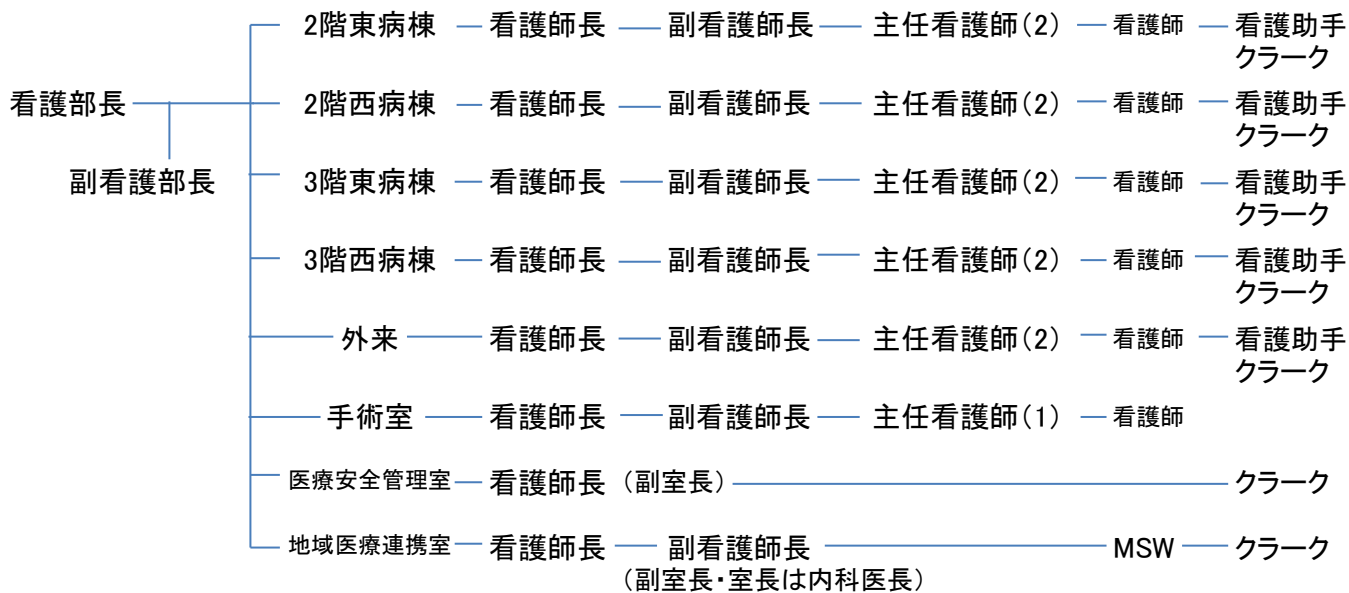 2階東病棟 看護師長 副看護師長 主任看護師(2) 看護師 看護助手
クラーク
看護部長 2階西病棟 看護師長 副看護師長 主任看護師(2) 看護師 看護助手
クラーク
副看護部長 3階東病棟 看護師長 副看護師長 主任看護師(2) 看護師 看護助手
クラーク
3階西病棟 看護師長 副看護師長 主任看護師(2) 看護師 看護助手
クラーク
外来 看護師長 副看護師長 主任看護師(2) 看護師 看護助手
クラーク
手術室 看護師長 副看護師長 主任看護師(1) 看護師
医療安全管理室 看護師長 (副室長) クラーク
地域医療連携室 看護師長 副看護師長 MSW クラーク
(副室長・室長は内科医長)